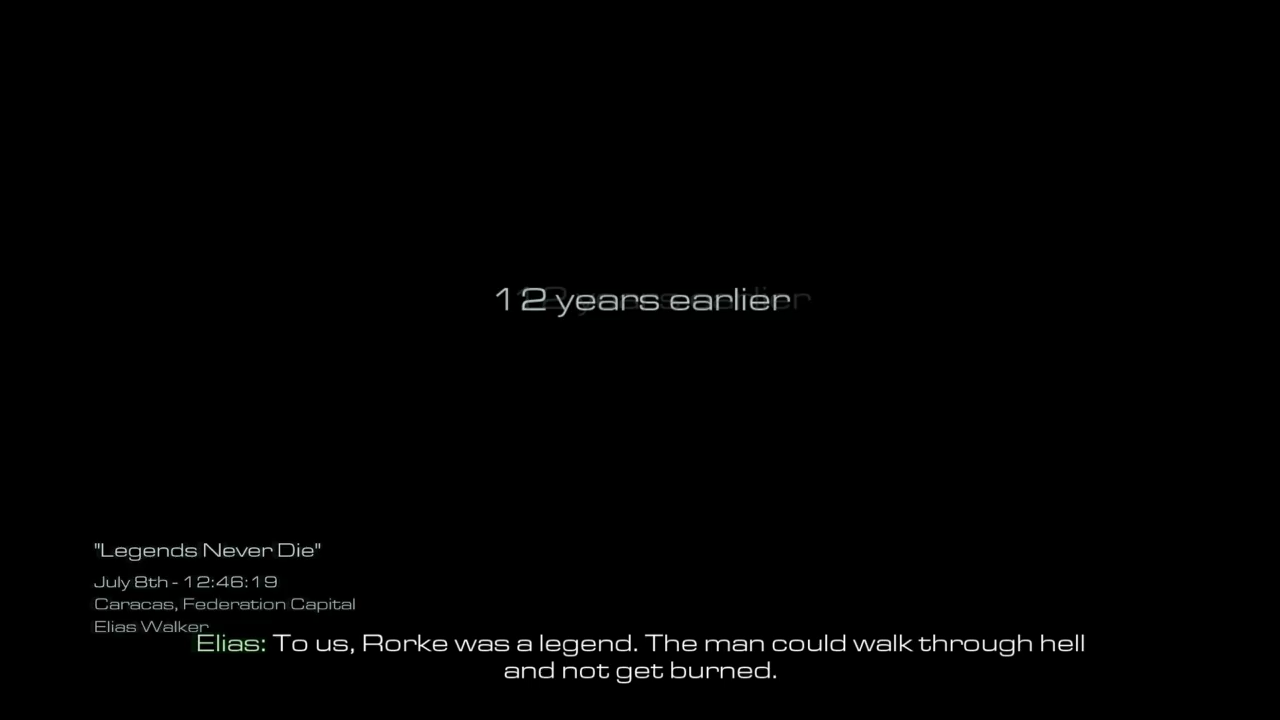 12 years earlier
"Legends Never Die"
July 8th - 12:46:19
Caracas, Federation Capital
Elias Walker
Elias: To us, Rorke was a legend. The man could walk through hell
and not get burned.